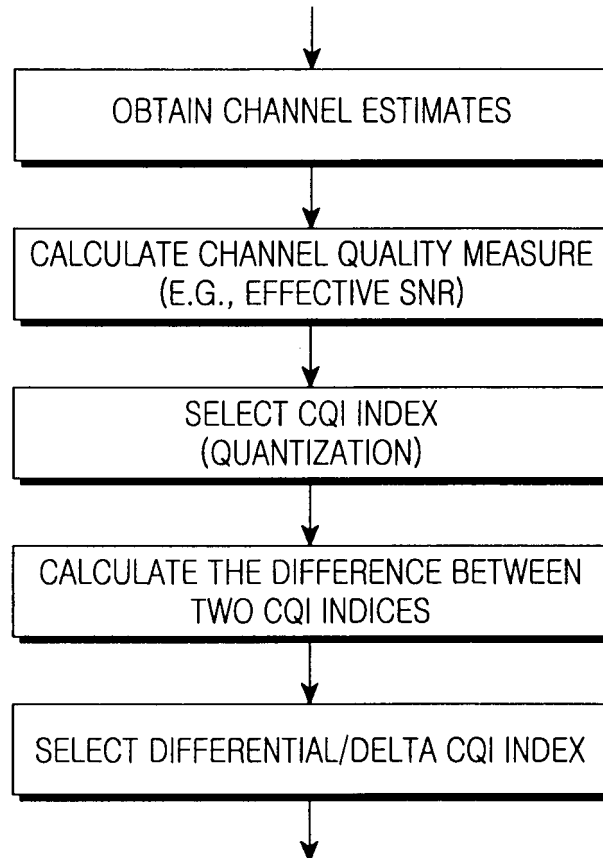 OBTAIN CHANNEL ESTIMATES
CALCULATE CHANNEL QUALITY MEASURE
(E.G., EFFECTIVE SNR)
SELECT CQI INDEX
(QUANTIZATION)
CALCULATE THE DIFFERENCE BETWEEN
TWO CQI INDICES
SELECT DIFFERENTIAL/DELTA CQI INDEX